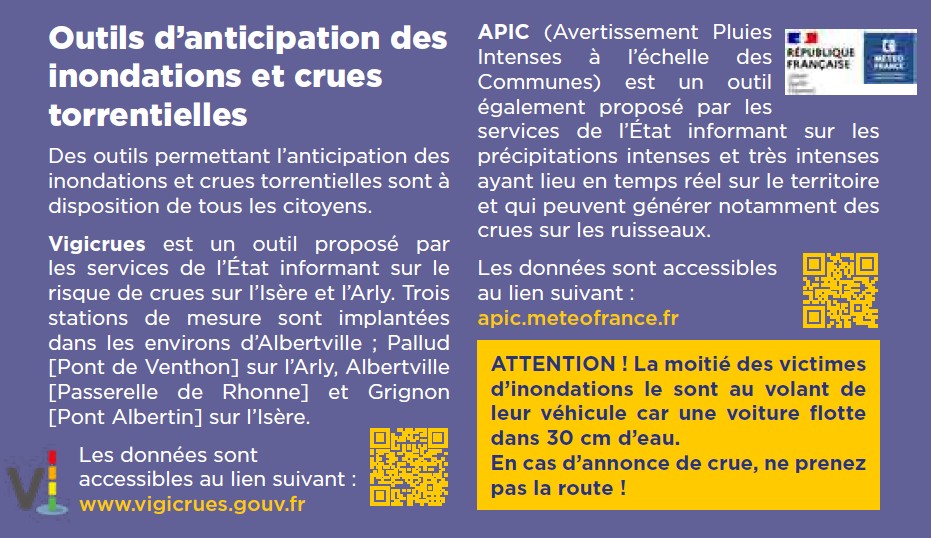 Outils d’anticipation des
inondations et crues
torrentielles
Des outils permettant l’anticipation des
inondations et crues torrentielles sont à
disposition de tous les citoyens.
Vigicrues est un outil proposé par
les services de l’État informant sur le
risque de crues sur l’Isère et l’Arly. Trois
stations de mesure sont implantées
dans les environs d’Albertville ; Pallud
[Pont de Venthon] sur l’Arly, Albertville
[Passerelle de Rhonne] et Grignon
[Pont Albertin] sur l’Isère.
Vi
Les données sont
accessibles au lien suivant :
www.vigicrues.gouv.fr
APIC (Avertissement Pluies
Intenses à l’échelle des
Communes) est un outil
également proposé par les
services de l’État informant sur les
précipitations intenses et très intenses
ayant lieu en temps réel sur le territoire
et qui peuvent générer notamment des
crues sur les ruisseaux.
RÉPUBLIQUE
FRANÇAISE
METEO
FRANCE
Les données sont accessibles
au lien suivant :
apic.meteofrance.fr
ATTENTION ! La moitié des victimes
d’inondations le sont au volant de
leur véhicule car une voiture flotte
dans 30 cm d’eau.
En cas d’annonce de crue, ne prenez
pas la route !